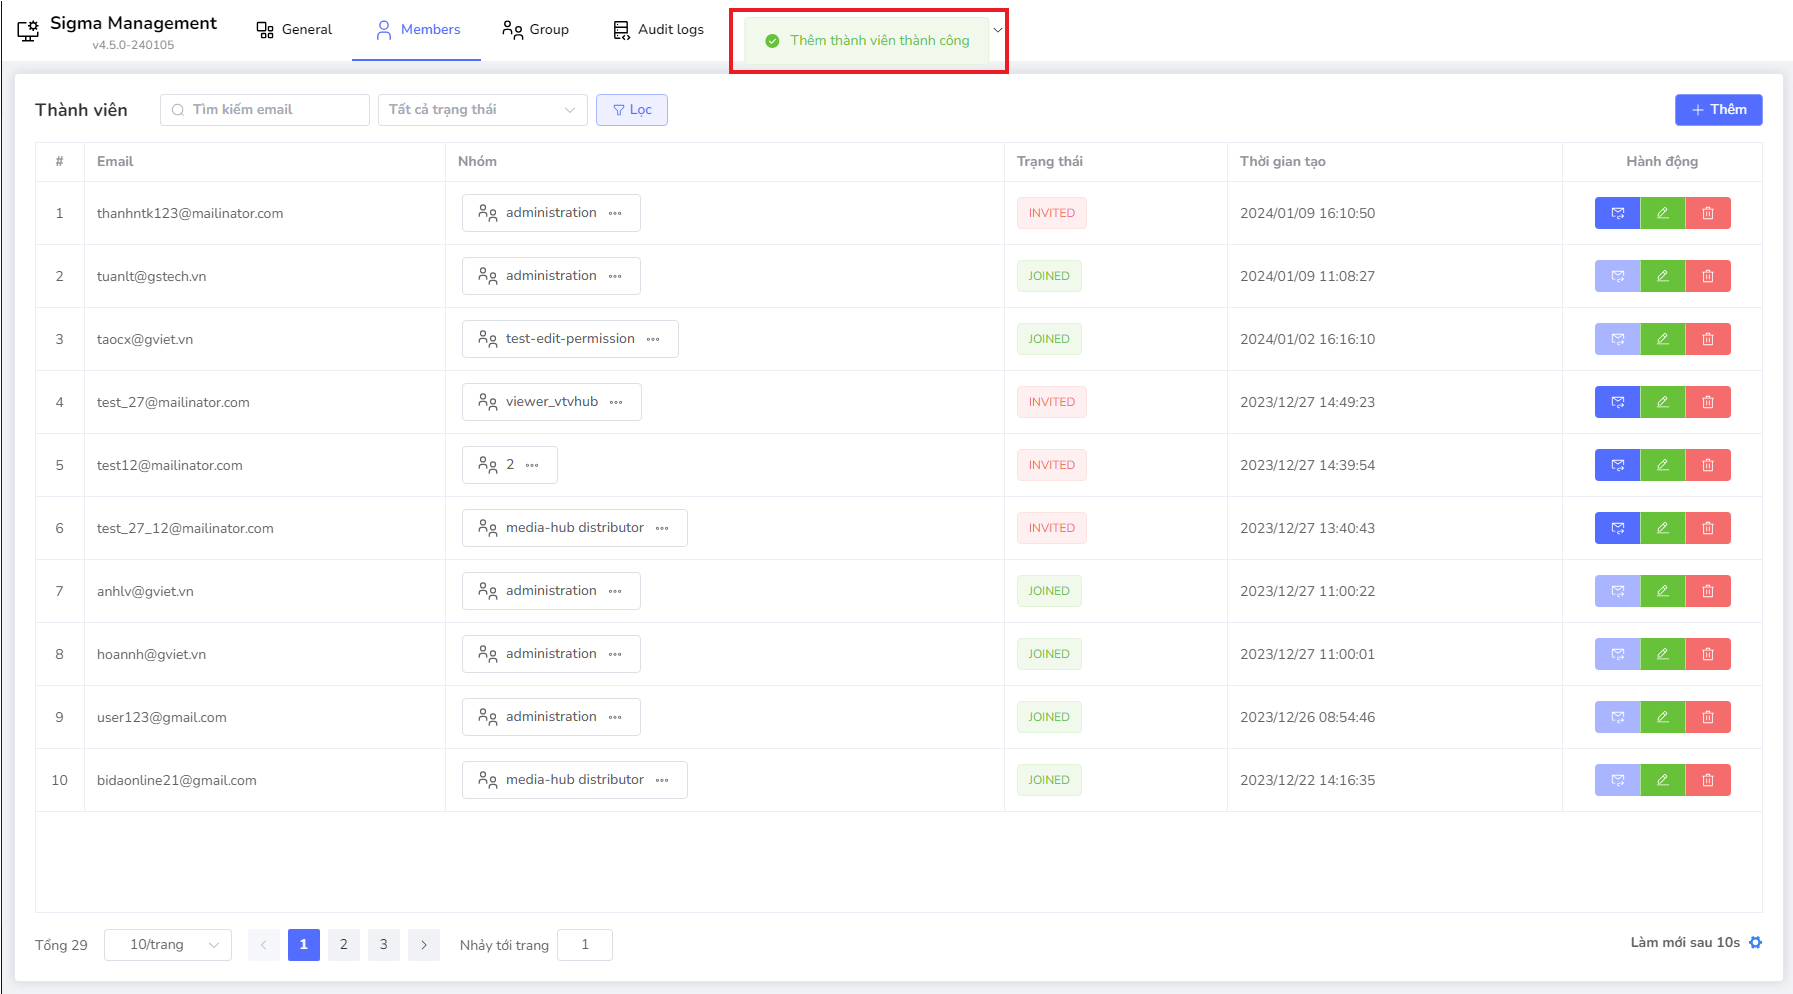 Sigma Management
v4.5.0-240105
General
Members
Group
Audit logs
Thêm thành viên thành công
Thành viên
Tìm kiếm email
Tất cả trạng thái
Lọc
Thêm
# Email Nhóm Trạng thái Thời gian tạo Hành động
1 thanhntk123@mailinator.com administration INVITED 2024/01/09 16:10:50
2 tuanlt@gstech.vn administration JOINED 2024/01/09 11:08:27
3 taocx@gviet.vn test-edit-permission JOINED 2024/01/02 16:16:10
4 test_27@mailinator.com viewer_vtvhub INVITED 2023/12/27 14:49:23
5 test12@mailinator.com 2 INVITED 2023/12/27 14:39:54
6 test_27_12@mailinator.com media-hub distributor INVITED 2023/12/27 13:40:43
7 anhlv@gviet.vn administration JOINED 2023/12/27 11:00:22
8 hoannh@gviet.vn administration JOINED 2023/12/27 11:00:01
9 user123@gmail.com administration JOINED 2023/12/26 08:54:46
10 bidaonline21@gmail.com media-hub distributor JOINED 2023/12/22 14:16:35
Tổng 29 10/trang 1 2 3 Nhảy tới trang 1
Làm mới sau 10s